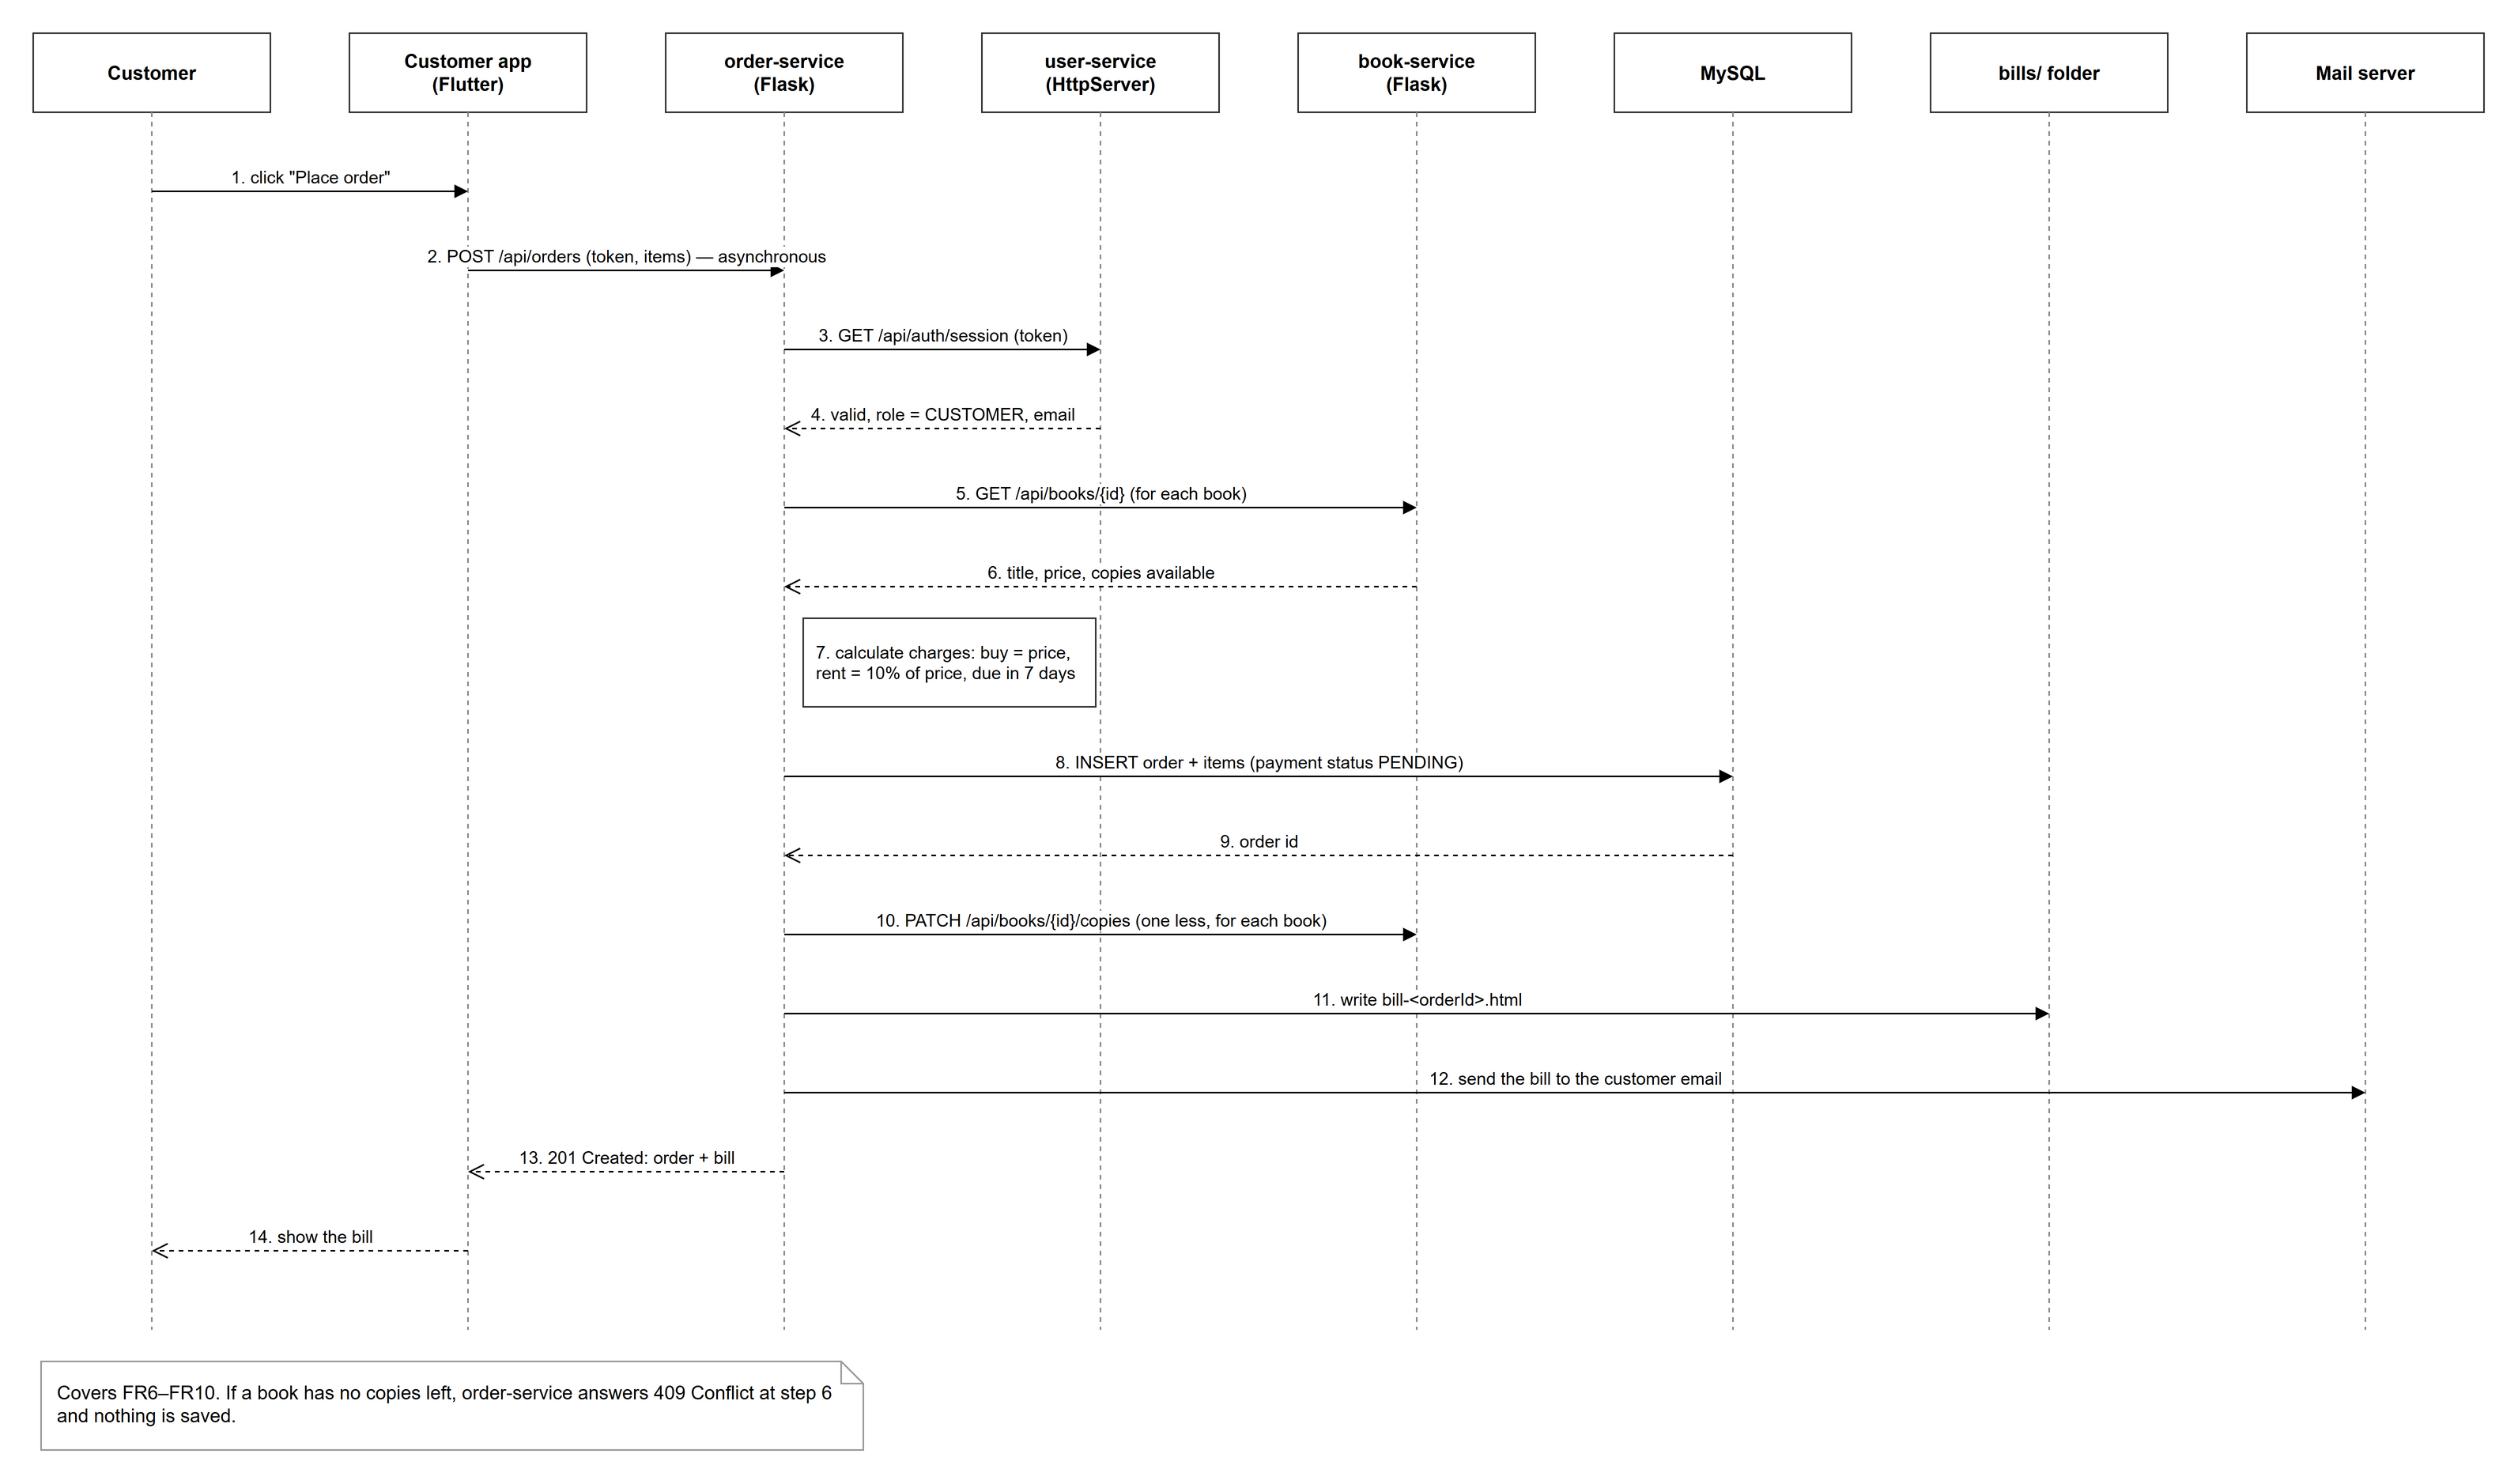 Customer
Customer app
(Flutter)
order-service
(Flask)
user-service
(HttpServer)
book-service
(Flask)
MySQL
bills/ folder
Mail server
1. click "Place order"
2. POST /api/orders (token, items) — asynchronous
3. GET /api/auth/session (token)
4. valid, role = CUSTOMER, email
5. GET /api/books/{id} (for each book)
6. title, price, copies available
7. calculate charges: buy = price,
rent = 10% of price, due in 7 days
8. INSERT order + items (payment status PENDING)
9. order id
10. PATCH /api/books/{id}/copies (one less, for each book)
11. write bill-<orderId>.html
12. send the bill to the customer email
13. 201 Created: order + bill
14. show the bill
Covers FR6–FR10. If a book has no copies left, order-service answers 409 Conflict at step 6
and nothing is saved.